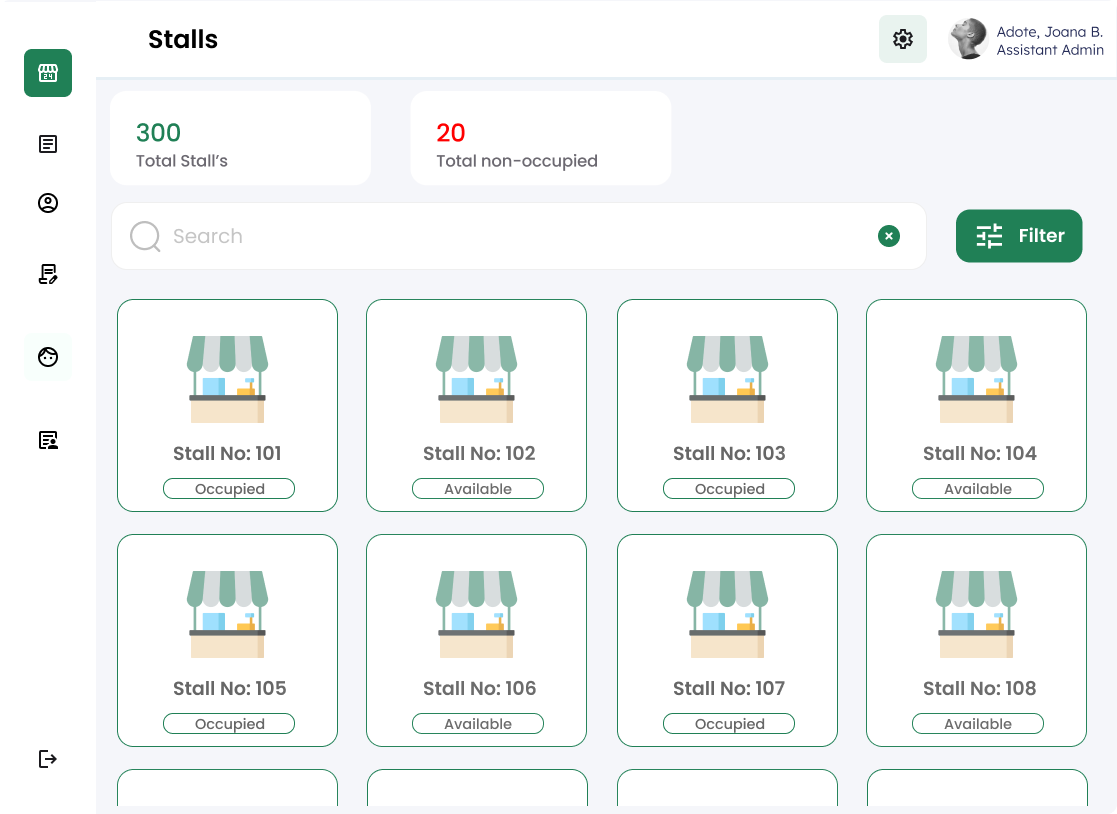 Stalls
Adote, Joana B.
Assistant Admin
24
300
Total Stall’s
20
Total non-occupied
Search
Filter
Stall No: 101
Stall No: 102
Stall No: 103
Stall No: 104
Occupied
Available
Occupied
Available
Stall No: 105
Stall No: 106
Stall No: 107
Stall No: 108
Occupied
Available
Occupied
Available